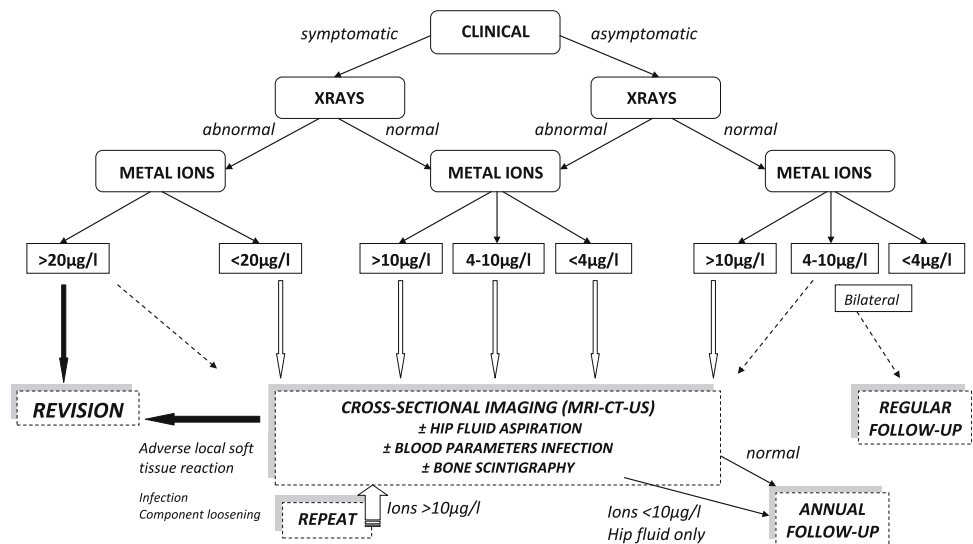 CLINICAL
symptomatic
asymptomatic
XRAYS
XRAYS
abnormal
normal
abnormal
normal
METAL IONS
METAL IONS
METAL IONS
>20µg/l
<20µg/l
>10µg/l
4-10µg/l
<4µg/l
>10µg/l
4-10µg/l
<4µg/l
Bilateral
REVISION
CROSS-SECTIONAL IMAGING (MRI-CT-US)
± HIP FLUID ASPIRATION
± BLOOD PARAMETERS INFECTION
± BONE SCINTIGRAPHY
REGULAR
FOLLOW-UP
Adverse local soft
tissue reaction
Infection
Component loosening
REPEAT
Ions >10µg/l
Ions <10µg/l
Hip fluid only
normal
ANNUAL
FOLLOW-UP